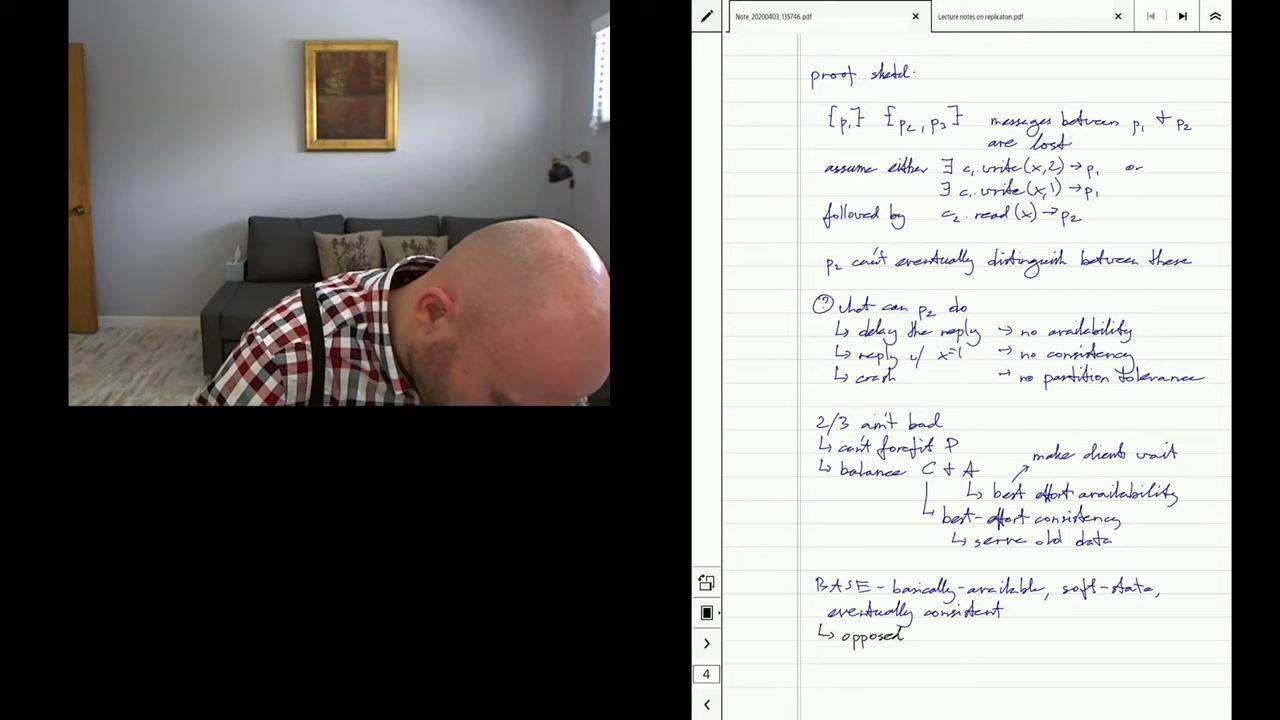 Note_20200403_135746.pdf
Lecture notes on replicaton.pdf
proof sketch:
{p1} {p2, p3} messages between p1 + p2
are lost
assume either ∃ c1.write(x,2) → p1 or
∃ c1.write(x,1) → p1
followed by c2.read(x) → p2
p2 can't eventually distinguish between these
? what can p2 do
↳ delay the reply → no availability
↳ reply w/ x=1 → no consistency
↳ crash → no partition tolerance
2/3 ain't bad
↳ can't forefit P
↳ balance C + A
make clients wait
↳ best effort availability
↳ best-effort consistency
↳ serve old data
BASE - basically-available, soft-state,
eventually consistent
↳ opposed
4